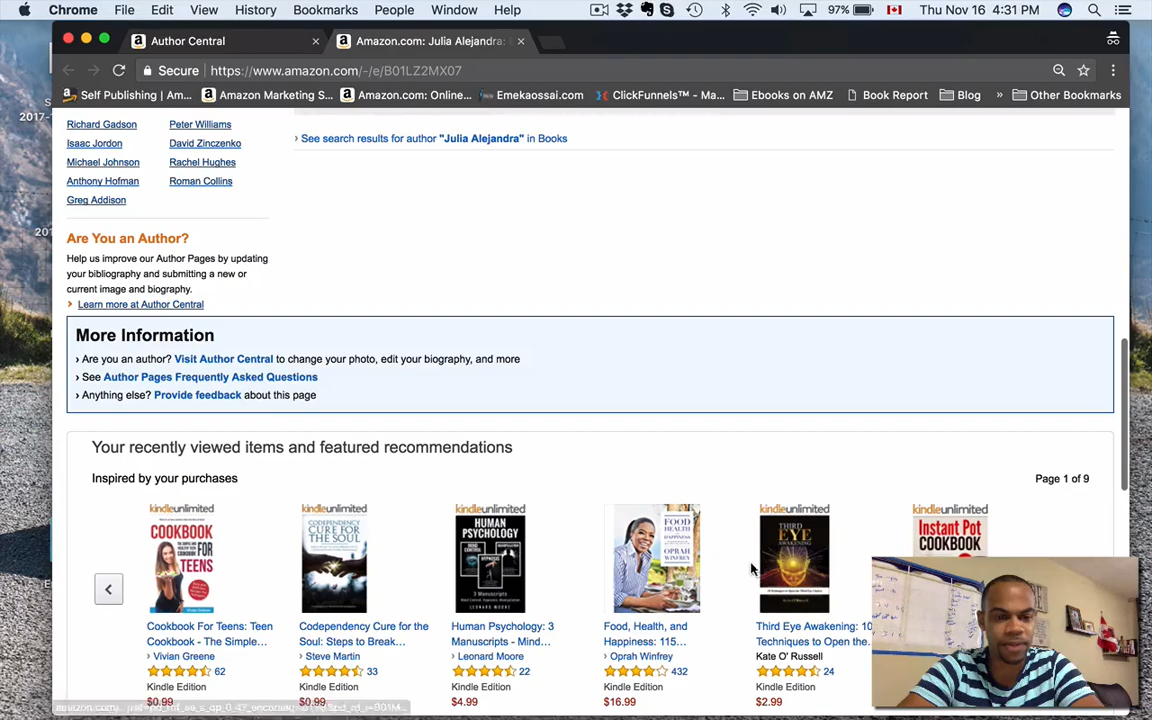 Chrome File Edit View History Bookmarks People Window Help 97% Thu Nov 16 4:31 PM
Author Central × Amazon.com: Julia Alejandra: ×
Secure https://www.amazon.com/-/e/B01LZ2MX07
Self Publishing | Am... Amazon Marketing S... Amazon.com: Online... Emekaossai.com ClickFunnels™ - Ma... Ebooks on AMZ Book Report Blog » Other Bookmarks
Richard Gadson Peter Williams
Isaac Jordon David Zinczenko
Michael Johnson Rachel Hughes
Anthony Hofman Roman Collins
Greg Addison
› See search results for author "Julia Alejandra" in Books
Are You an Author?
Help us improve our Author Pages by updating
your bibliography and submitting a new or
current image and biography.
› Learn more at Author Central
More Information
› Are you an author? Visit Author Central to change your photo, edit your biography, and more
› See Author Pages Frequently Asked Questions
› Anything else? Provide feedback about this page
Your recently viewed items and featured recommendations
Inspired by your purchases Page 1 of 9
kindleunlimited kindleunlimited kindleunlimited kindleunlimited kindleunlimited
COOKBOOK FOR TEENS
CODEPENDENCY CURE FOR THE SOUL
HUMAN PSYCHOLOGY 3 Manuscripts LEONARD MOORE
FOOD HEALTH and HAPPINESS OPRAH WINFREY
THIRD EYE AWAKENING
Instant Pot COOKBOOK
Cookbook For Teens: Teen Codependency Cure for the Human Psychology: 3 Food, Health, and Third Eye Awakening: 10
Cookbook - The Simple... Soul: Steps to Break... Manuscripts - Mind... Happiness: 115... Techniques to Open the...
› Vivian Greene › Steve Martin › Leonard Moore › Oprah Winfrey Kate O' Russell
62 33 22 432 24
Kindle Edition Kindle Edition Kindle Edition Kindle Edition Kindle Edition
$0.99 $0.99 $4.99 $16.99 $2.99